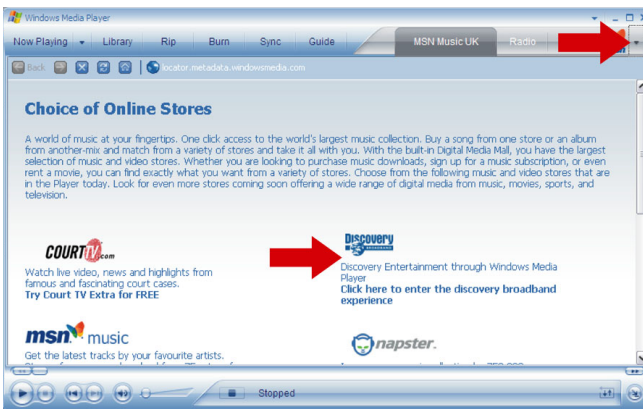 Windows Media Player
Now Playing Library Rip Burn Sync Guide MSN Music UK Radio
Back locator.metadata.windowsmedia.com
Choice of Online Stores
A world of music at your fingertips. One click access to the world's largest music collection. Buy a song from one store or an album
from another-mix and match from a variety of stores and take it all with you. With the built-in Digital Media Mall, you have the largest
selection of music and video stores. Whether you are looking to purchase music downloads, sign up for a music subscription, or even
rent a movie, you can find exactly what you want from a variety of stores. Choose from the following music and video stores that are
in the Player today. Look for even more stores coming soon offering a wide range of digital media from music, movies, sports, and
television.
COURT TV.com
Watch live video, news and highlights from
famous and fascinating court cases.
Try Court TV Extra for FREE
Discovery
Discovery Entertainment through Windows Media
Player
Click here to enter the discovery broadband
experience
msn music
Get the latest tracks by your favourite artists.
napster.
Stopped